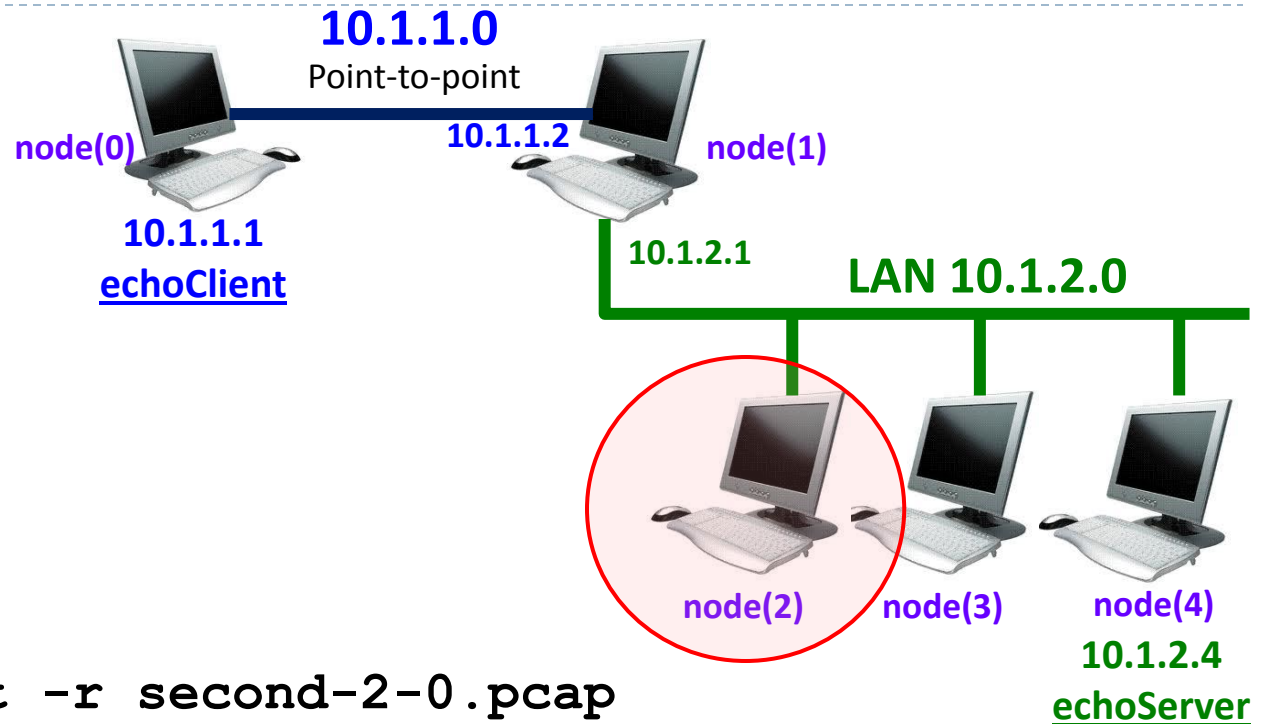 10.1.1.0
Point-to-point
node(0)
10.1.1.2
node(1)
10.1.1.1
echoClient
10.1.2.1
LAN 10.1.2.0
node(2)
node(3)
node(4)
10.1.2.4
echoServer
-r second-2-0.pcap